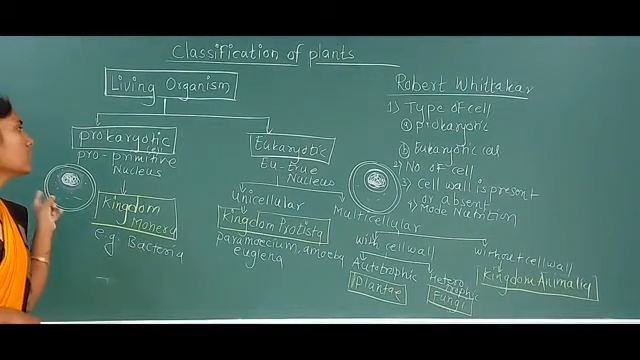 Classification of plants
Living Organism
prokaryotic
cell
pro - primitive
Nucleus
Kingdom
Monera
e.g. Bacteria
Eukaryotic
Eu-true
Nucleus
Unicellular
Kingdom Protista
paramoecium, amoeba
euglena
Multicellular
with cell wall
Autotrophic
Plantae
Hetero
trophic
Fungi
without cell wall
Kingdom Animalia
Robert Whittakar
1) Type of cell
a prokaryotic
b Eukaryotic cell
2) No of cell
3) Cell wall is present
or absent
4) Mode Nutrition